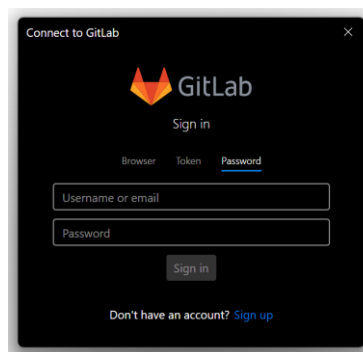 Connect to GitLab
GitLab
Sign in
Browser Token Password
Username or email
Password
Sign in
Don't have an account? Sign up